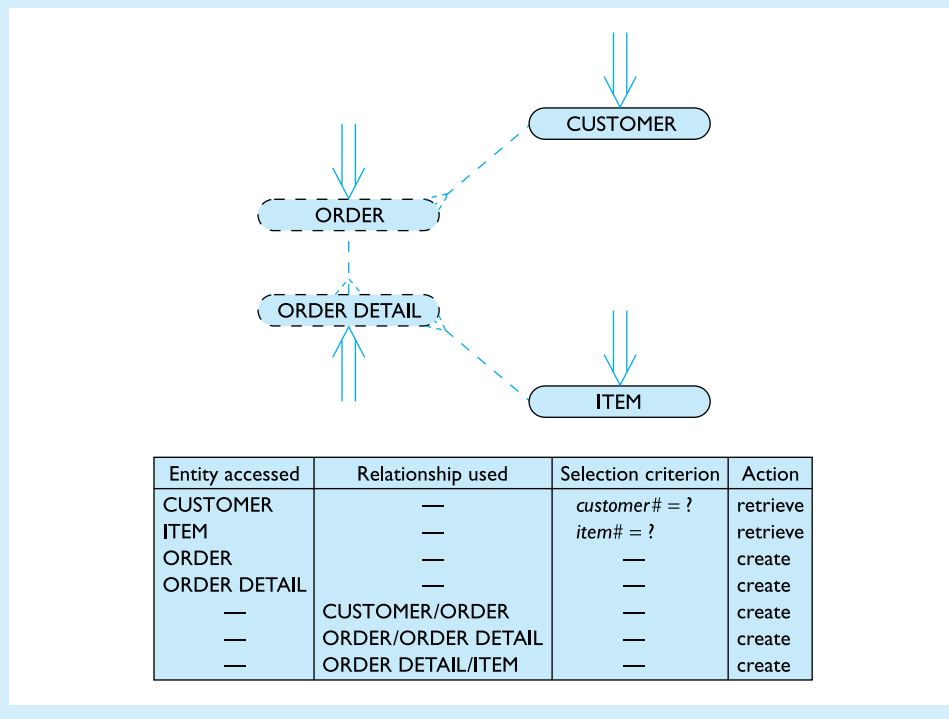 CUSTOMER
ORDER
ORDER DETAIL
ITEM
Entity accessed Relationship used Selection criterion Action
CUSTOMER — customer# = ? retrieve
ITEM — item# = ? retrieve
ORDER — — create
ORDER DETAIL — — create
— CUSTOMER/ORDER — create
— ORDER/ORDER DETAIL — create
— ORDER DETAIL/ITEM — create